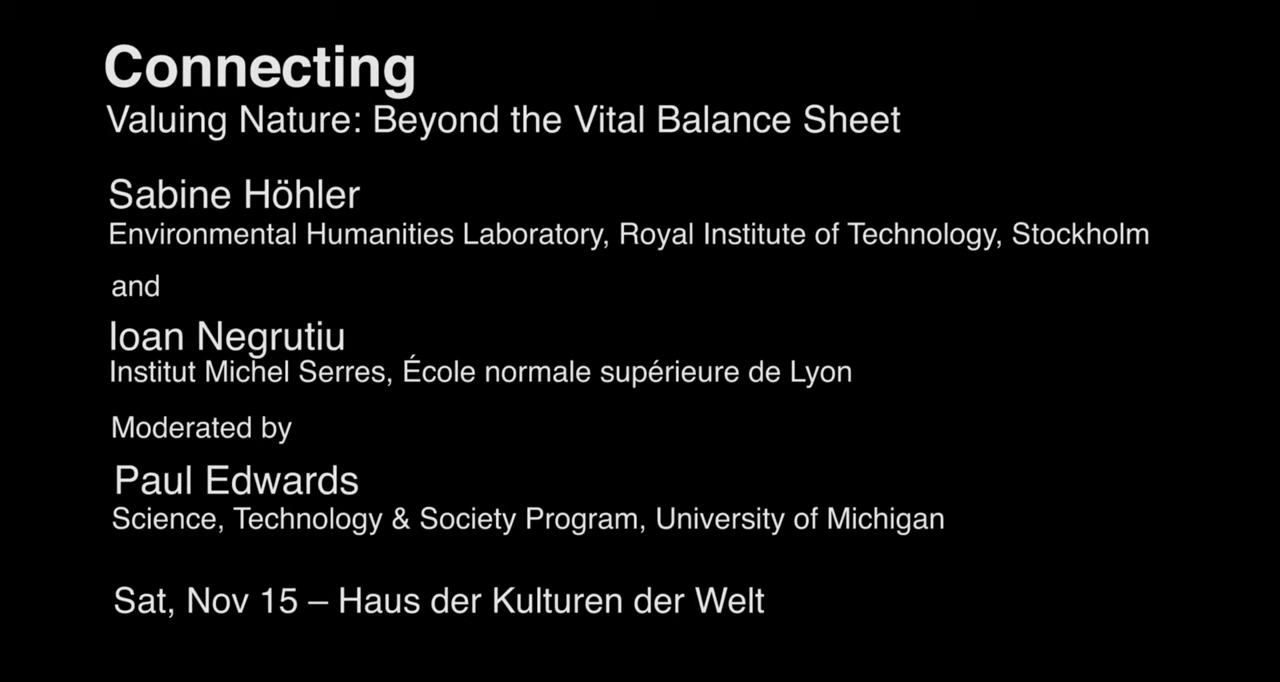 Connecting
Valuing Nature: Beyond the Vital Balance Sheet
Sabine Höhler
Environmental Humanities Laboratory, Royal Institute of Technology, Stockholm
and
Ioan Negrutiu
Institut Michel Serres, École normale supérieure de Lyon
Moderated by
Paul Edwards
Science, Technology & Society Program, University of Michigan
Sat, Nov 15 – Haus der Kulturen der Welt